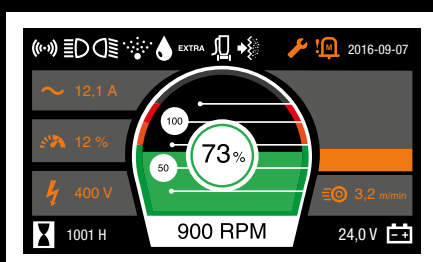 EXTRA
M
2016-09-07
12,1 A
100
12 %
73%
50
400 V
3,2 m/min
1001 H
900 RPM
24,0 V